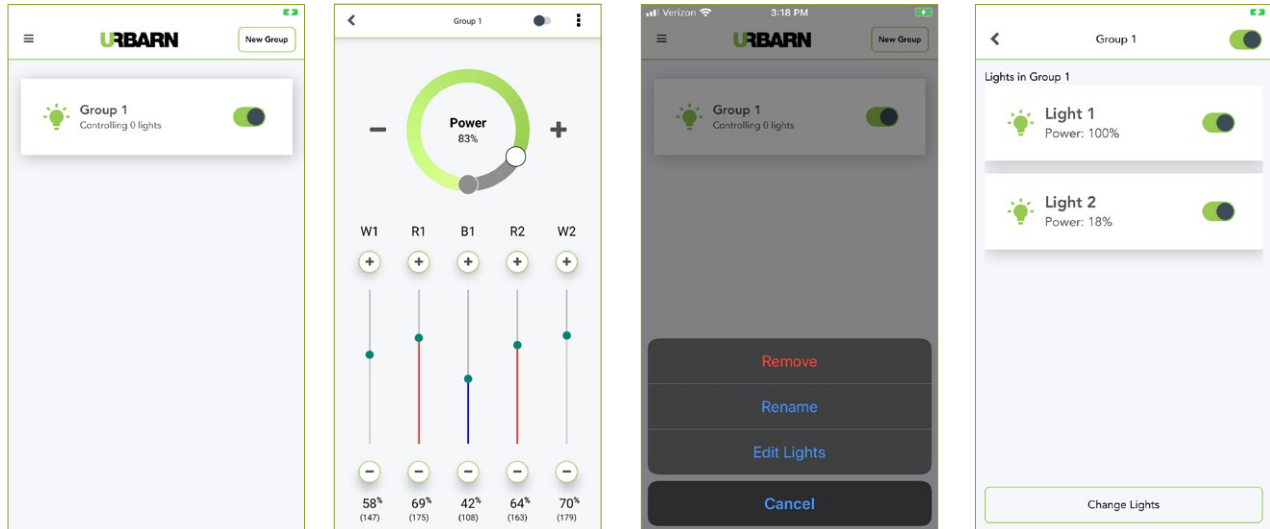 URBARN
New Group
Group 1
Controlling 0 lights
Group 1
Power
83%
W1 R1 B1 R2 W2
58% 69% 42% 64% 70%
(147) (175) (108) (163) (179)
Verizon 3:18 PM
URBARN
New Group
Group 1
Controlling 0 lights
Remove
Rename
Edit Lights
Cancel
Group 1
Lights in Group 1
Light 1
Power: 100%
Light 2
Power: 18%
Change Lights